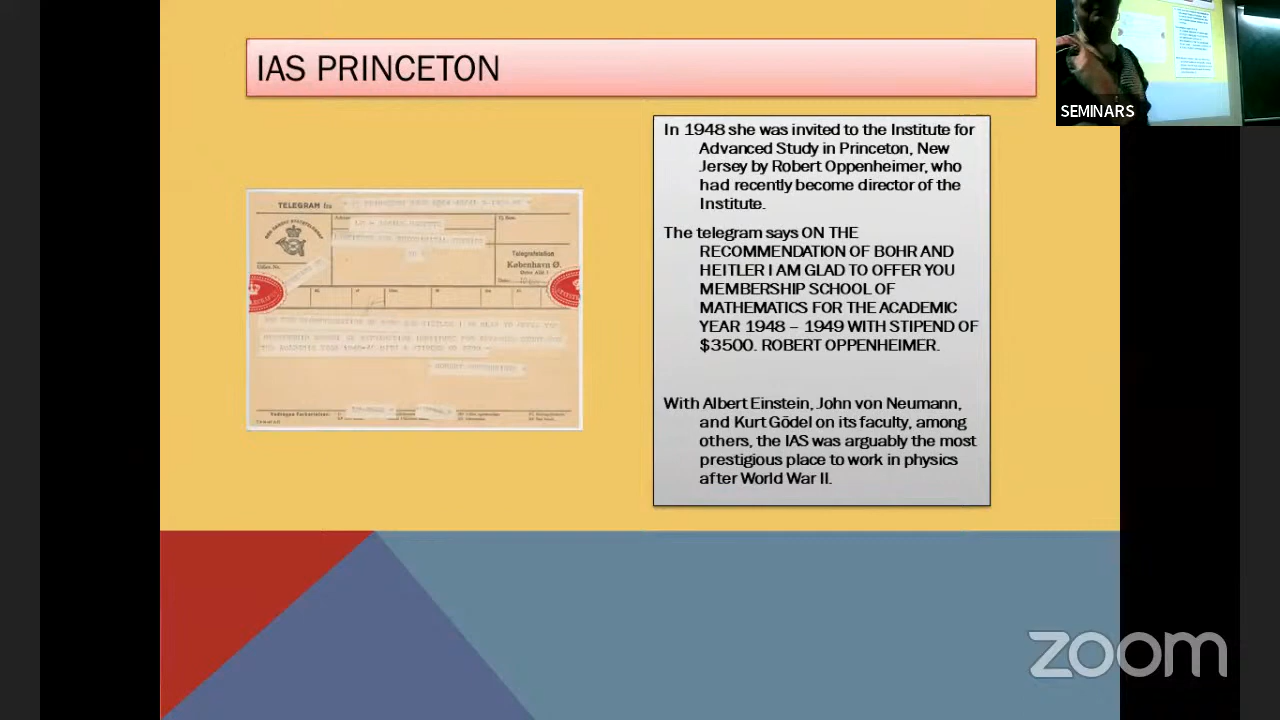 IAS PRINCETON
SEMINARS
TELEGRAM fra
Københava Ø.
In 1948 she was invited to the Institute for
Advanced Study in Princeton, New
Jersey by Robert Oppenheimer, who
had recently become director of the
Institute.
The telegram says ON THE
RECOMMENDATION OF BOHR AND
HEITLER I AM GLAD TO OFFER YOU
MEMBERSHIP SCHOOL OF
MATHEMATICS FOR THE ACADEMIC
YEAR 1948 – 1949 WITH STIPEND OF
$3500. ROBERT OPPENHEIMER.
With Albert Einstein, John von Neumann,
and Kurt Gödel on its faculty, among
others, the IAS was arguably the most
prestigious place to work in physics
after World War II.
zoom